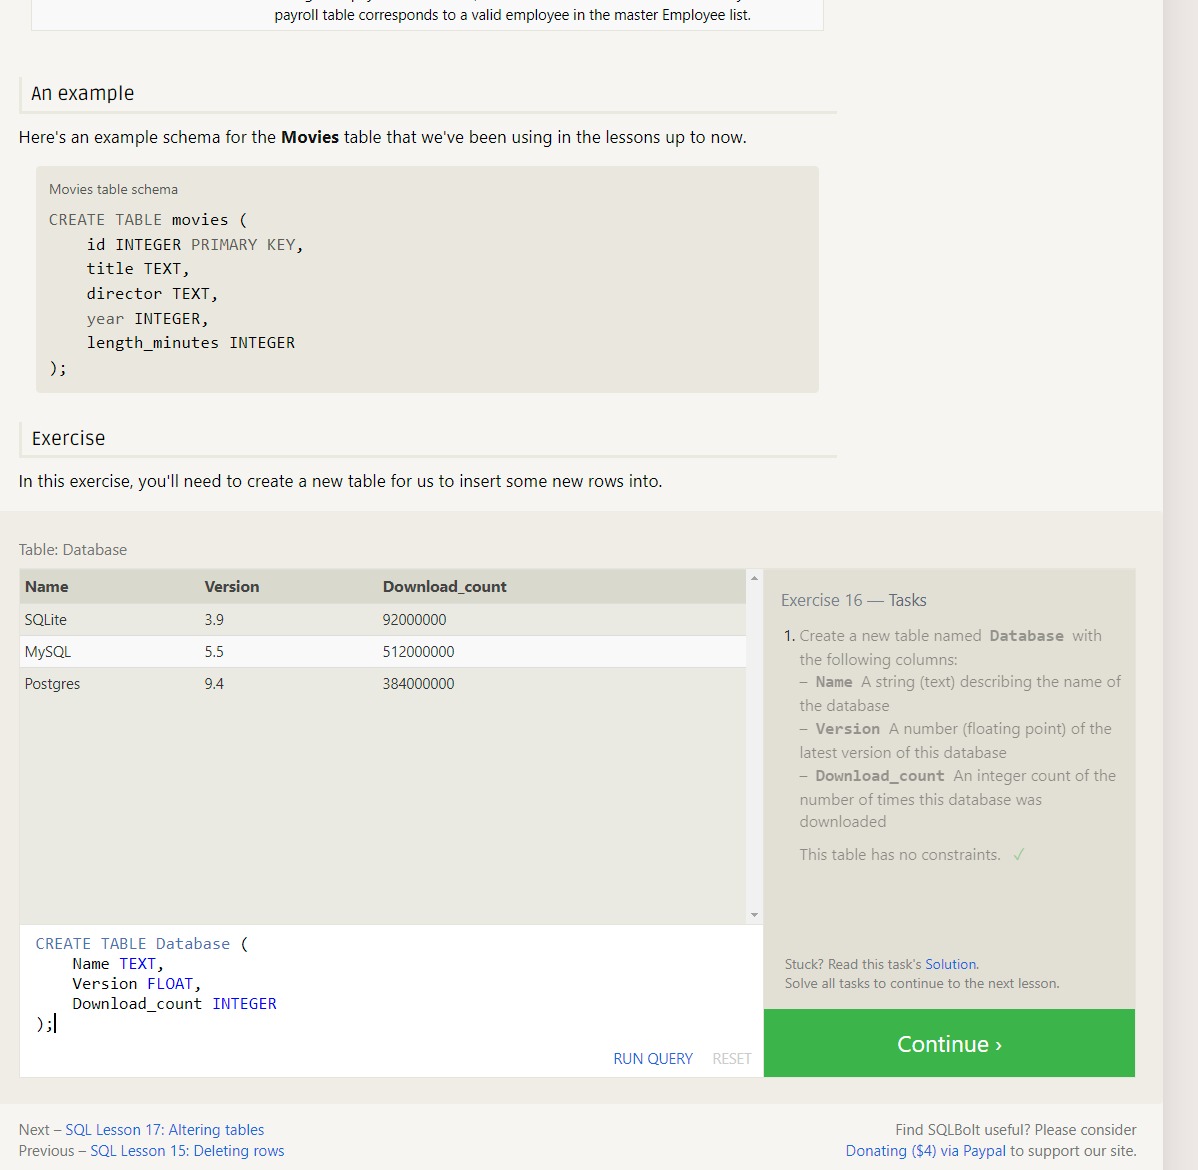 payroll table corresponds to a valid employee in the master Employee list.
An example
Here's an example schema for the Movies table that we've been using in the lessons up to now.
Movies table schema
CREATE TABLE movies (
    id INTEGER PRIMARY KEY,
    title TEXT,
    director TEXT,
    year INTEGER,
    length_minutes INTEGER
);
Exercise
In this exercise, you'll need to create a new table for us to insert some new rows into.
Table: Database
Name Version Download_count
SQLite 3.9 92000000
MySQL 5.5 512000000
Postgres 9.4 384000000
CREATE TABLE Database (
    Name TEXT,
    Version FLOAT,
    Download_count INTEGER
);
RUN QUERY RESET
Exercise 16 — Tasks
1. Create a new table named Database with
the following columns:
– Name A string (text) describing the name of
the database
– Version A number (floating point) of the
latest version of this database
– Download_count An integer count of the
number of times this database was
downloaded
This table has no constraints. ✓
Stuck? Read this task's Solution.
Solve all tasks to continue to the next lesson.
Continue ›
Next – SQL Lesson 17: Altering tables
Previous – SQL Lesson 15: Deleting rows
Find SQLBolt useful? Please consider
Donating ($4) via Paypal to support our site.